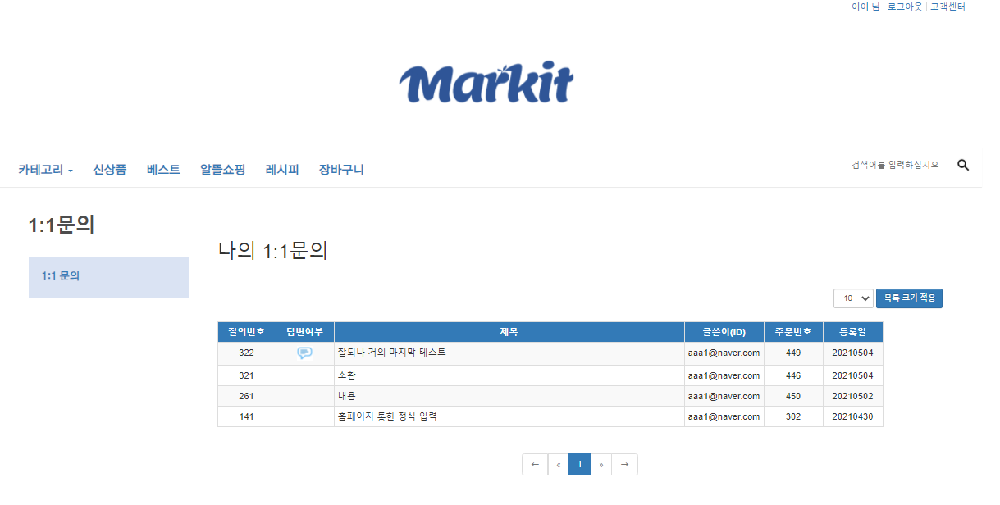 이이 님 | 로그아웃 | 고객센터
Markit
카테고리 신상품 베스트 알뜰쇼핑 레시피 장바구니 검색어를 입력하십시오
1:1문의
1:1 문의
나의 1:1문의
10 목록 크기 적용
질의번호 답변여부 제목 글쓴이(ID) 주문번호 등록일
322 잘되나 거의 마지막 테스트 aaa1@naver.com 449 20210504
321 소환 aaa1@naver.com 446 20210504
261 내용 aaa1@naver.com 450 20210502
141 홈페이지 통한 정식 입력 aaa1@naver.com 302 20210430
← « 1 » →